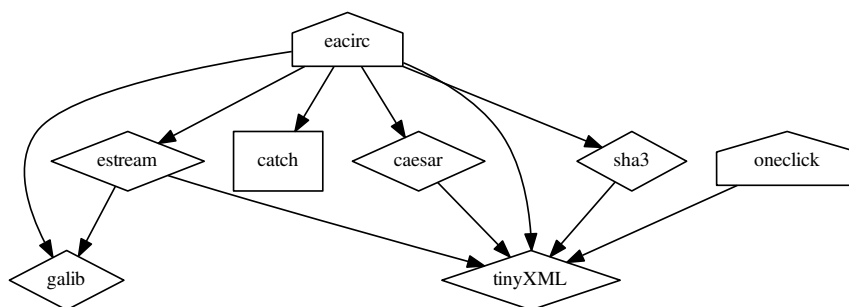 eacirc
estream
catch
caesar
sha3
oneclick
galib
tinyXML